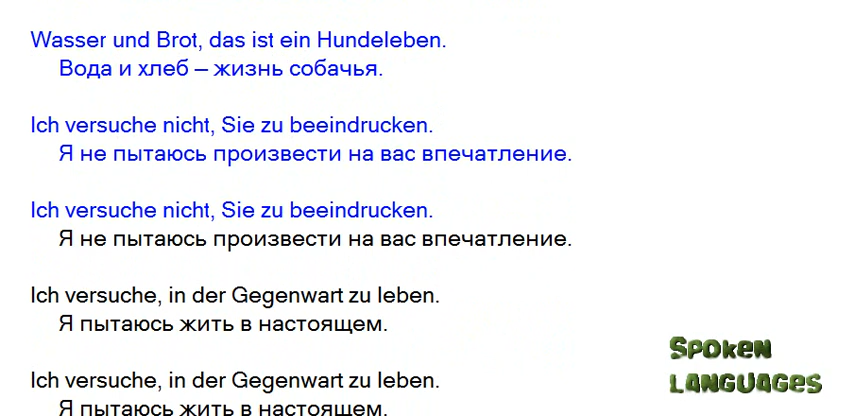 Wasser und Brot, das ist ein Hundeleben.
Вода и хлеб – жизнь собачья.
Ich versuche nicht, Sie zu beeindrucken.
Я не пытаюсь произвести на вас впечатление.
Ich versuche nicht, Sie zu beeindrucken.
Я не пытаюсь произвести на вас впечатление.
Ich versuche, in der Gegenwart zu leben.
Я пытаюсь жить в настоящем.
Ich versuche, in der Gegenwart zu leben.
Я пытаюсь жить в настоящем.
Spoken
Languages